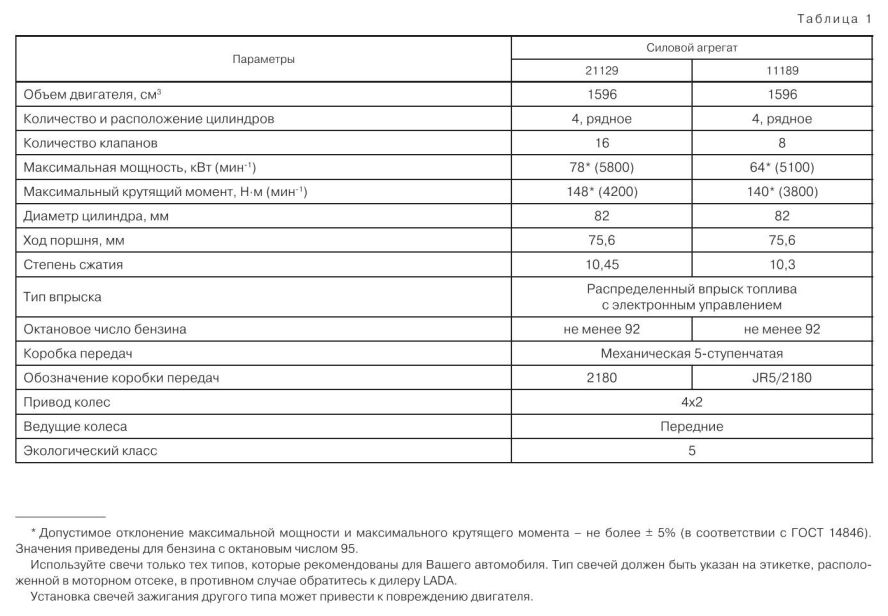 Таблица 1
Параметры
Силовой агрегат
21129 11189
Объем двигателя, см³ 1596 1596
Количество и расположение цилиндров 4, рядное 4, рядное
Количество клапанов 16 8
Максимальная мощность, кВт (мин⁻¹) 78* (5800) 64* (5100)
Максимальный крутящий момент, Н·м (мин⁻¹) 148* (4200) 140* (3800)
Диаметр цилиндра, мм 82 82
Ход поршня, мм 75,6 75,6
Степень сжатия 10,45 10,3
Тип впрыска
Распределенный впрыск топлива
с электронным управлением
Октановое число бензина не менее 92 не менее 92
Коробка передач Механическая 5-ступенчатая
Обозначение коробки передач 2180 JR5/2180
Привод колес 4х2
Ведущие колеса Передние
Экологический класс 5
* Допустимое отклонение максимальной мощности и максимального крутящего момента – не более ± 5% (в соответствии с ГОСТ 14846).
Значения приведены для бензина с октановым числом 95.
Используйте свечи только тех типов, которые рекомендованы для Вашего автомобиля. Тип свечей должен быть указан на этикетке, располо-
женной в моторном отсеке, в противном случае обратитесь к дилеру LADA.
Установка свечей зажигания другого типа может привести к повреждению двигателя.